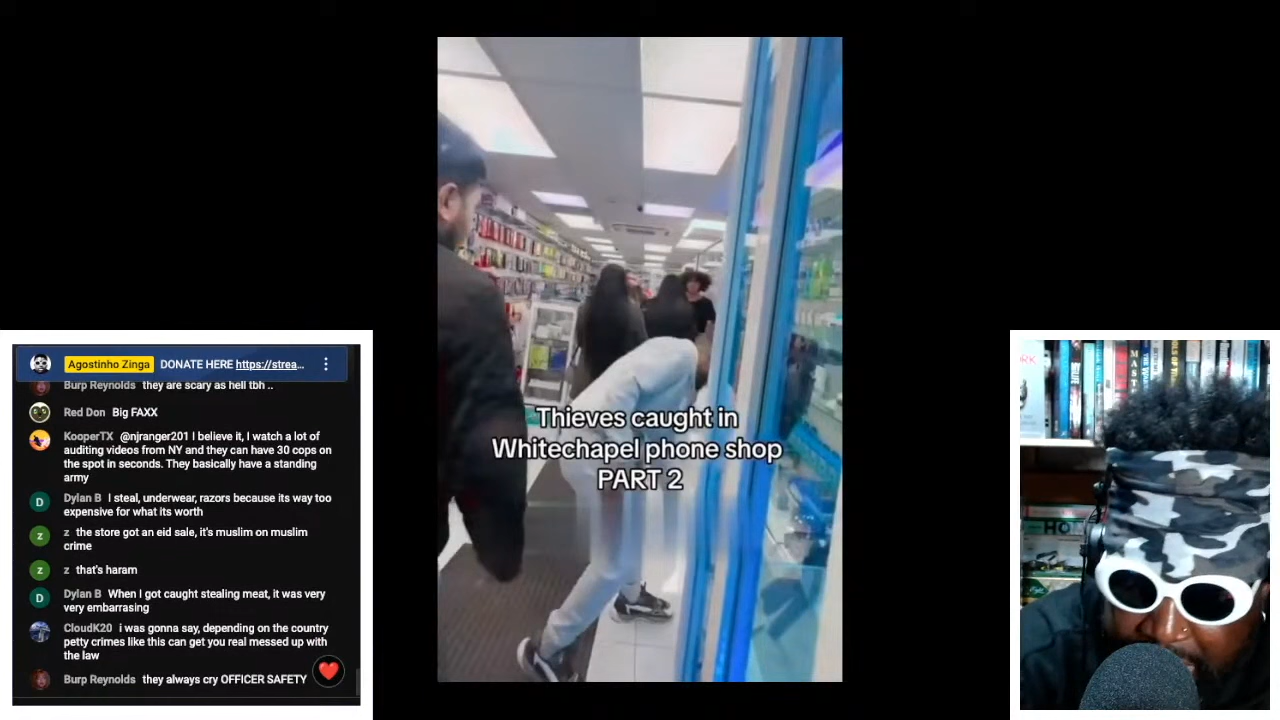 Agostinho Zinga DONATE HERE https://strea...
Burp Reynolds they are scary as hell tbh ..
Red Don Big FAXX
KooperTX @njranger201 I believe it, I watch a lot of
auditing videos from NY and they can have 30 cops on
the spot in seconds. They basically have a standing
army
D
Dylan B I steal, underwear, razors because its way too
expensive for what its worth
z
z the store got an eid sale, it's muslim on muslim
crime
z
z that's haram
D
Dylan B When I got caught stealing meat, it was very
very embarrasing
CloudK20 i was gonna say, depending on the country
petty crimes like this can get you real messed up with
the law
Burp Reynolds they always cry OFFICER SAFETY
Thieves caught in
Whitechapel phone shop
PART 2